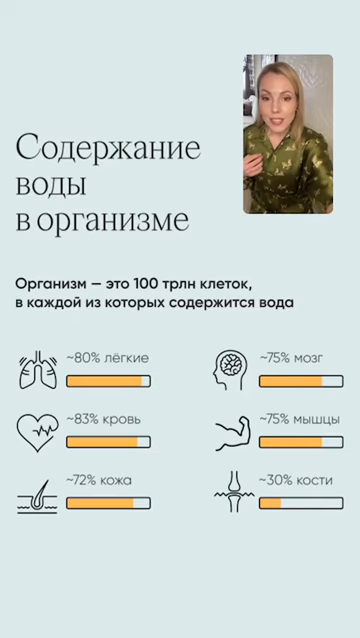 Содержание
воды
в организме
Организм — это 100 трлн клеток,
в каждой из которых содержится вода
~80% лёгкие
~75% мозг
~83% кровь
~75% мышцы
~72% кожа
~30% кости